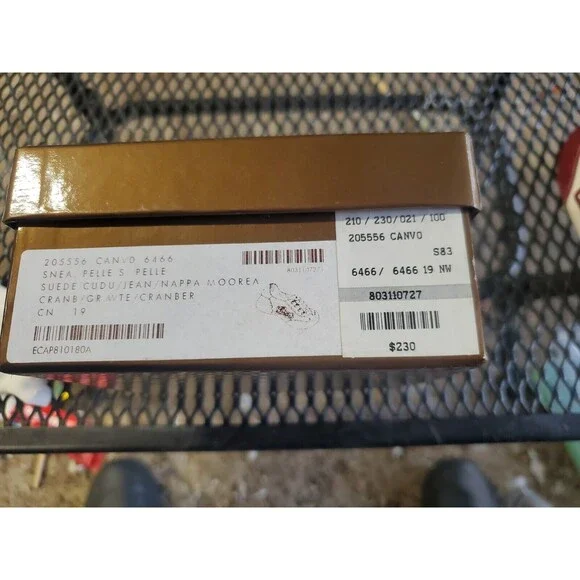 205556 CANVO 6466
SNEA. PELLE S. PELLE
SUEDE CUDU/JEAN/NAPPA MOOREA
CRANB/GRAVTE/CRANBER
CN 19
ECAP810180A
803110727
210 / 230/021 / 100
205556 CANVO
S83
6466/ 6466 19 NW
803110727
$230